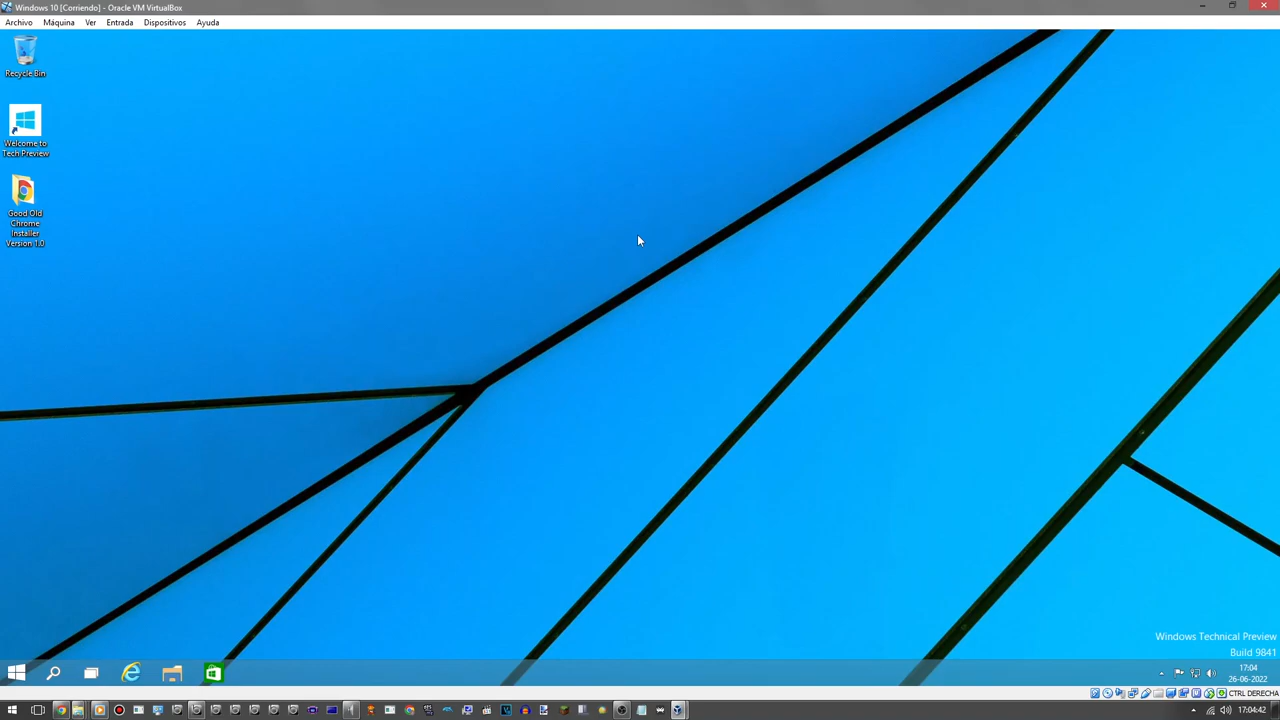 Windows 10 [Corriendo] - Oracle VM VirtualBox
Archivo Máquina Ver Entrada Dispositivos Ayuda
Recycle Bin
Welcome to
Tech Preview
Good Old
Chrome
Installer
Version 1.0
Windows Technical Preview
Build 9841
17:04
26-06-2022
CTRL DERECHA
17:04:42